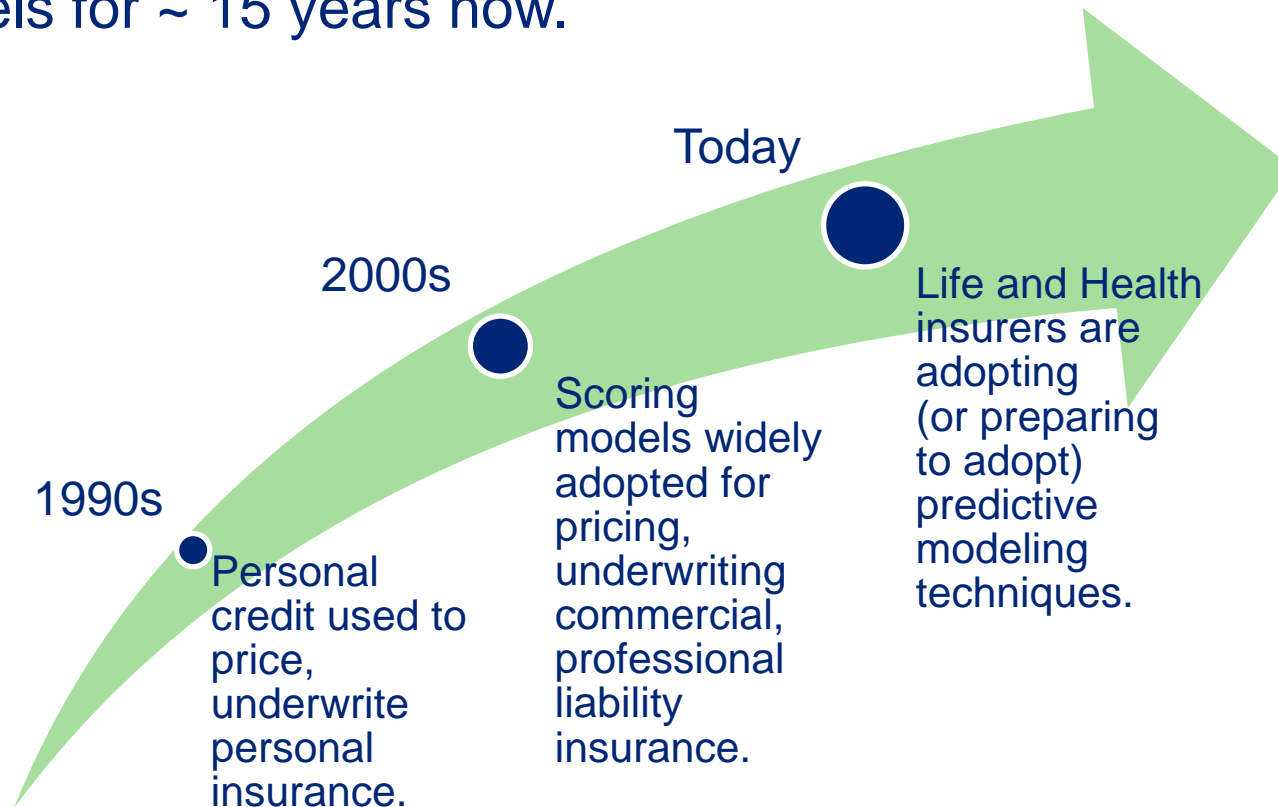 els for ~ 15 years now.
Today
2000s
Life and Health
insurers are
adopting
(or preparing
to adopt)
predictive
modeling
techniques.
Scoring
models widely
adopted for
pricing,
underwriting
commercial,
professional
liability
insurance.
1990s
Personal
credit used to
price,
underwrite
personal
insurance.